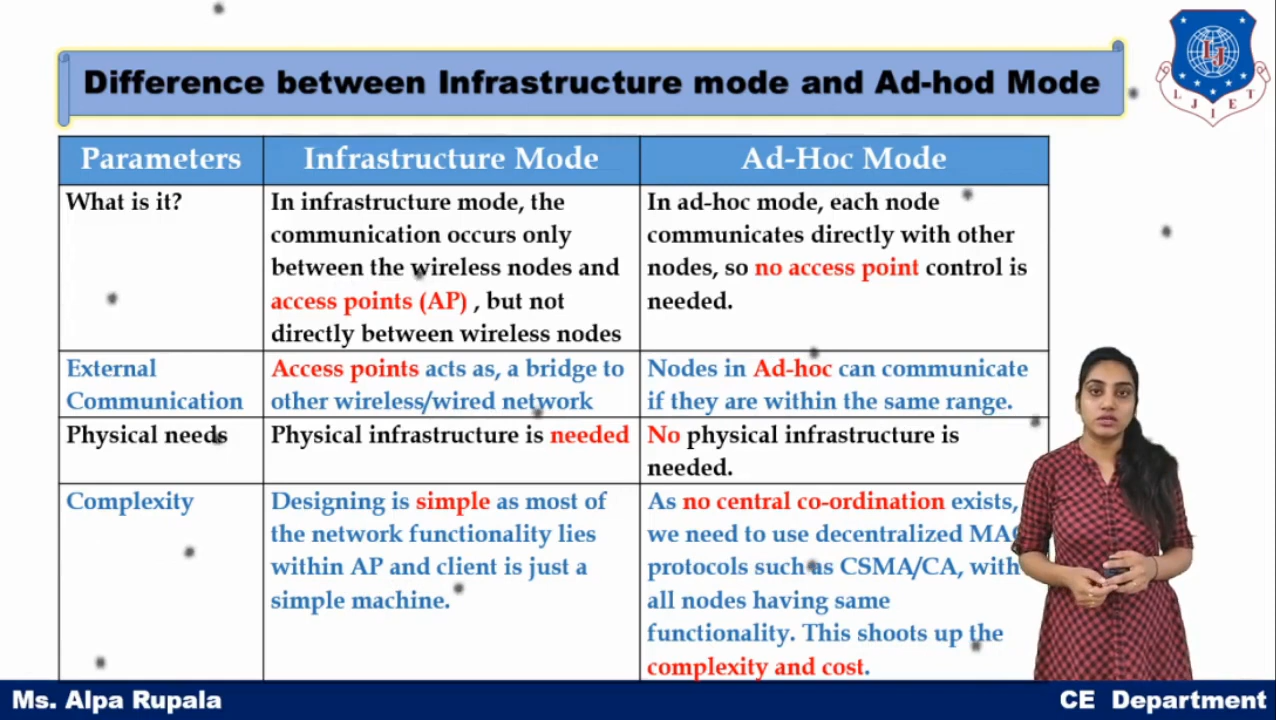 Difference between Infrastructure mode and Ad-hod Mode
L J I E T
Parameters
Infrastructure Mode
Ad-Hoc Mode
What is it?
In infrastructure mode, the
communication occurs only
between the wireless nodes and
access points (AP) , but not
directly between wireless nodes
In ad-hoc mode, each node
communicates directly with other
nodes, so no access point control is
needed.
External
Communication
Access points acts as, a bridge to
other wireless/wired network
Nodes in Ad-hoc can communicate
if they are within the same range.
Physical needs
Physical infrastructure is needed
No physical infrastructure is
needed.
Complexity
Designing is simple as most of
the network functionality lies
within AP and client is just a
simple machine.
As no central co-ordination exists,
we need to use decentralized MAC
protocols such as CSMA/CA, with
all nodes having same
functionality. This shoots up the
complexity and cost.
Ms. Alpa Rupala
CE Department